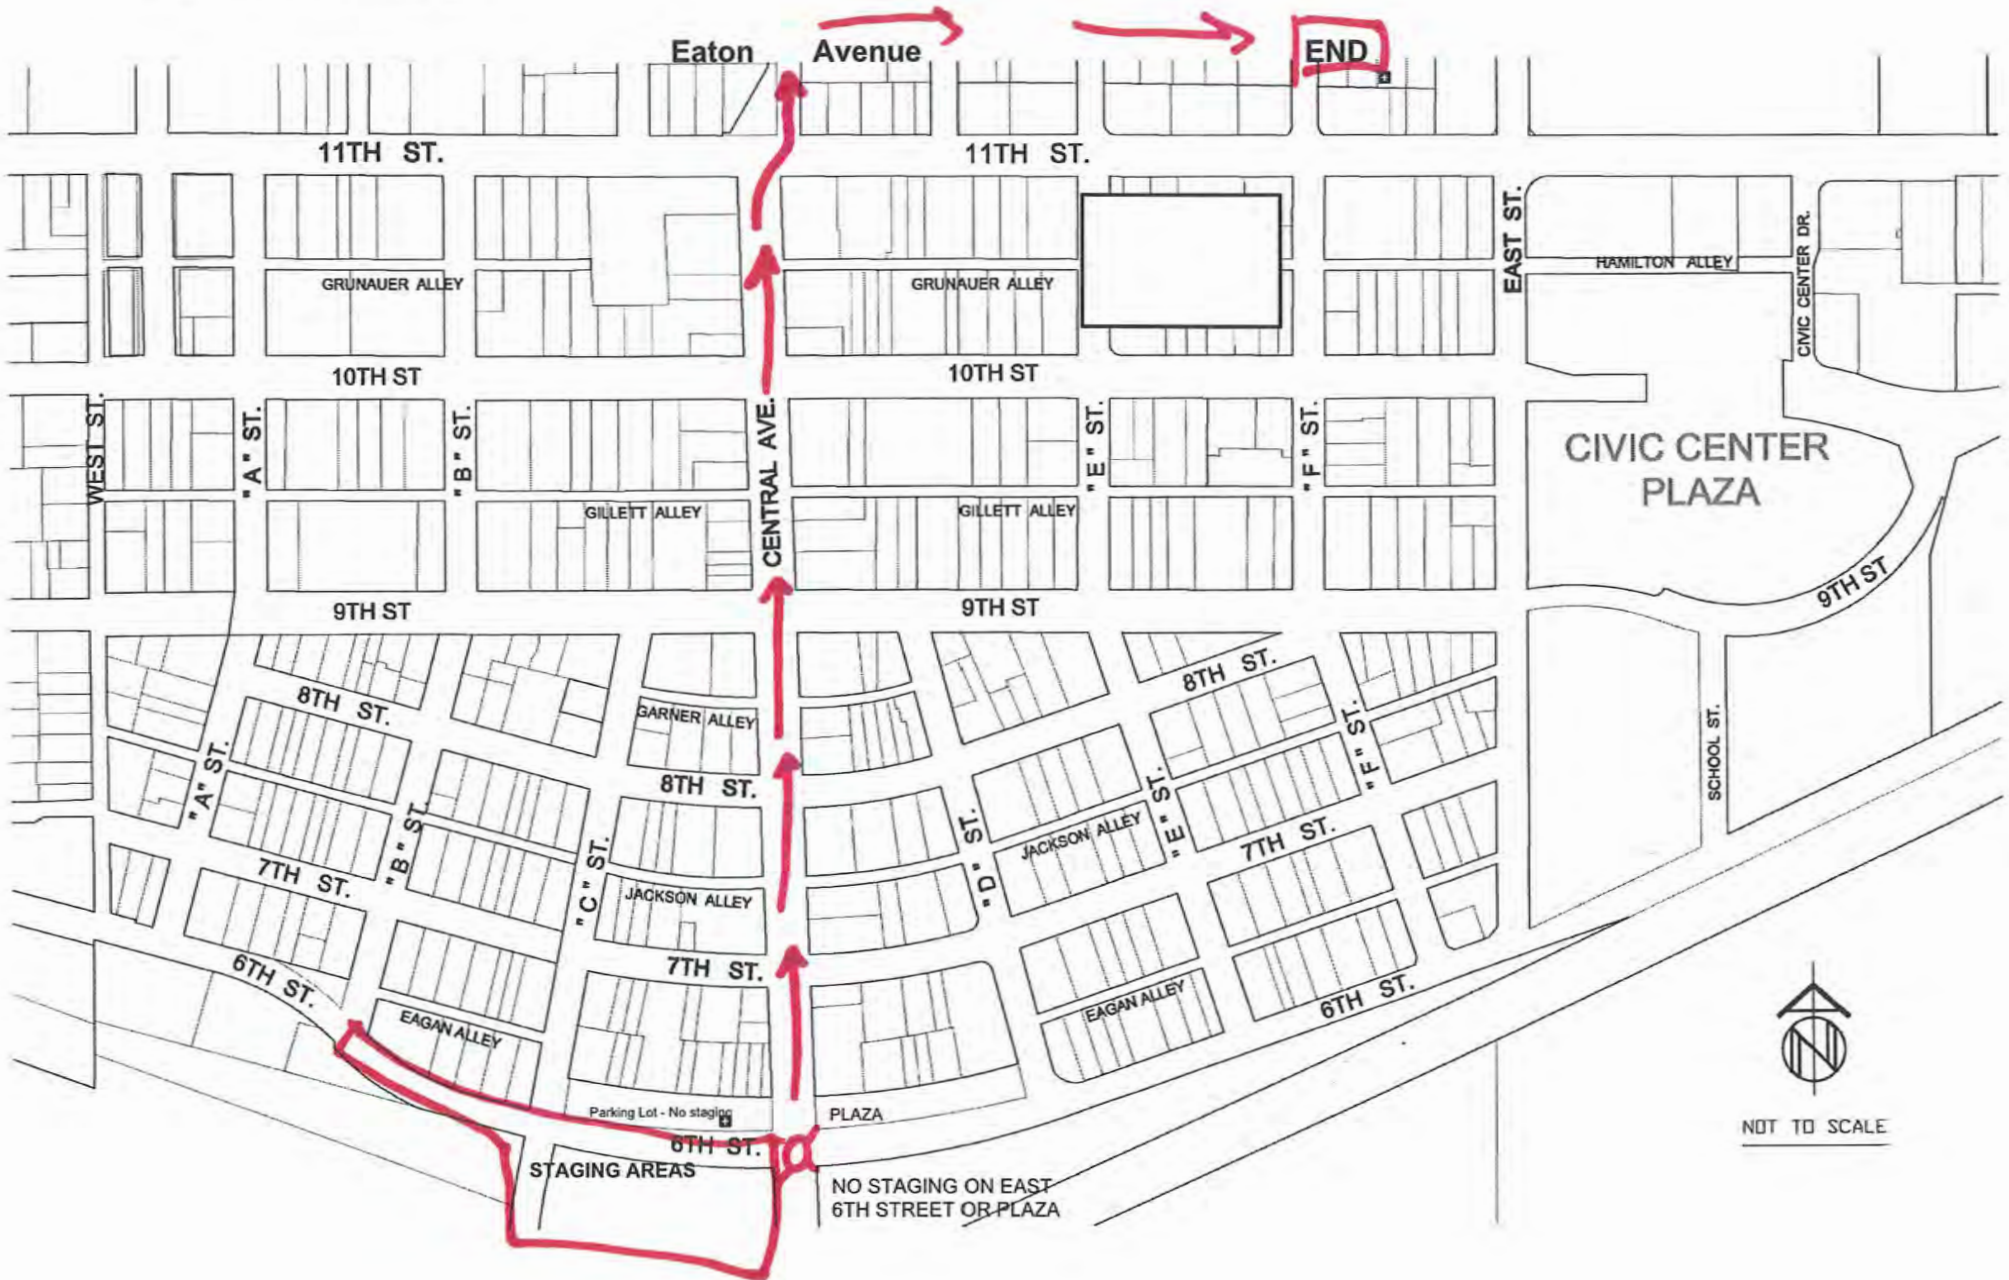 Eaton Avenue
END
11TH ST.
11TH ST.
EAST ST.
HAMILTON ALLEY
CIVIC CENTER DR.
GRUNAUER ALLEY
GRUNAUER ALLEY
10TH ST
10TH ST
WEST ST.
"A" ST.
"B" ST.
CENTRAL AVE.
"E" ST.
"F" ST.
CIVIC CENTER
PLAZA
GILLETT ALLEY
GILLETT ALLEY
9TH ST
9TH ST
9TH ST
8TH ST.
8TH ST.
GARNER ALLEY
8TH ST.
"A" ST.
"B" ST.
"C" ST.
"D" ST.
"E" ST.
"F" ST.
SCHOOL ST.
JACKSON ALLEY
7TH ST.
7TH ST.
JACKSON ALLEY
7TH ST.
6TH ST.
EAGAN ALLEY
EAGAN ALLEY
6TH ST.
Parking Lot - No staging
PLAZA
6TH ST.
STAGING AREAS
NO STAGING ON EAST
6TH STREET OR PLAZA
N
NOT TO SCALE